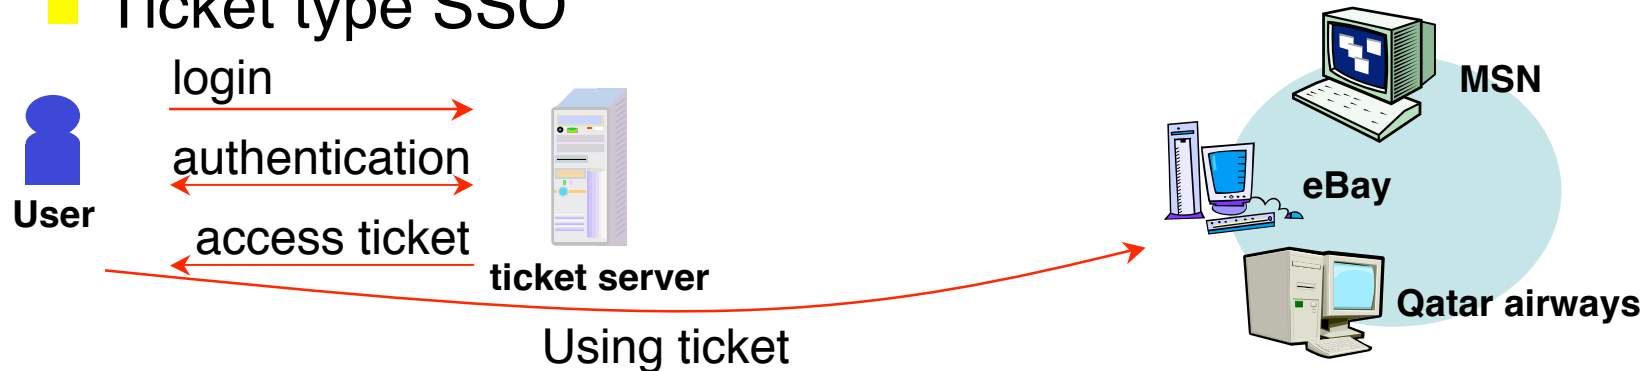 Ticket type SSO
login
authentication
access ticket
User
ticket server
Using ticket
MSN
eBay
Qatar airways